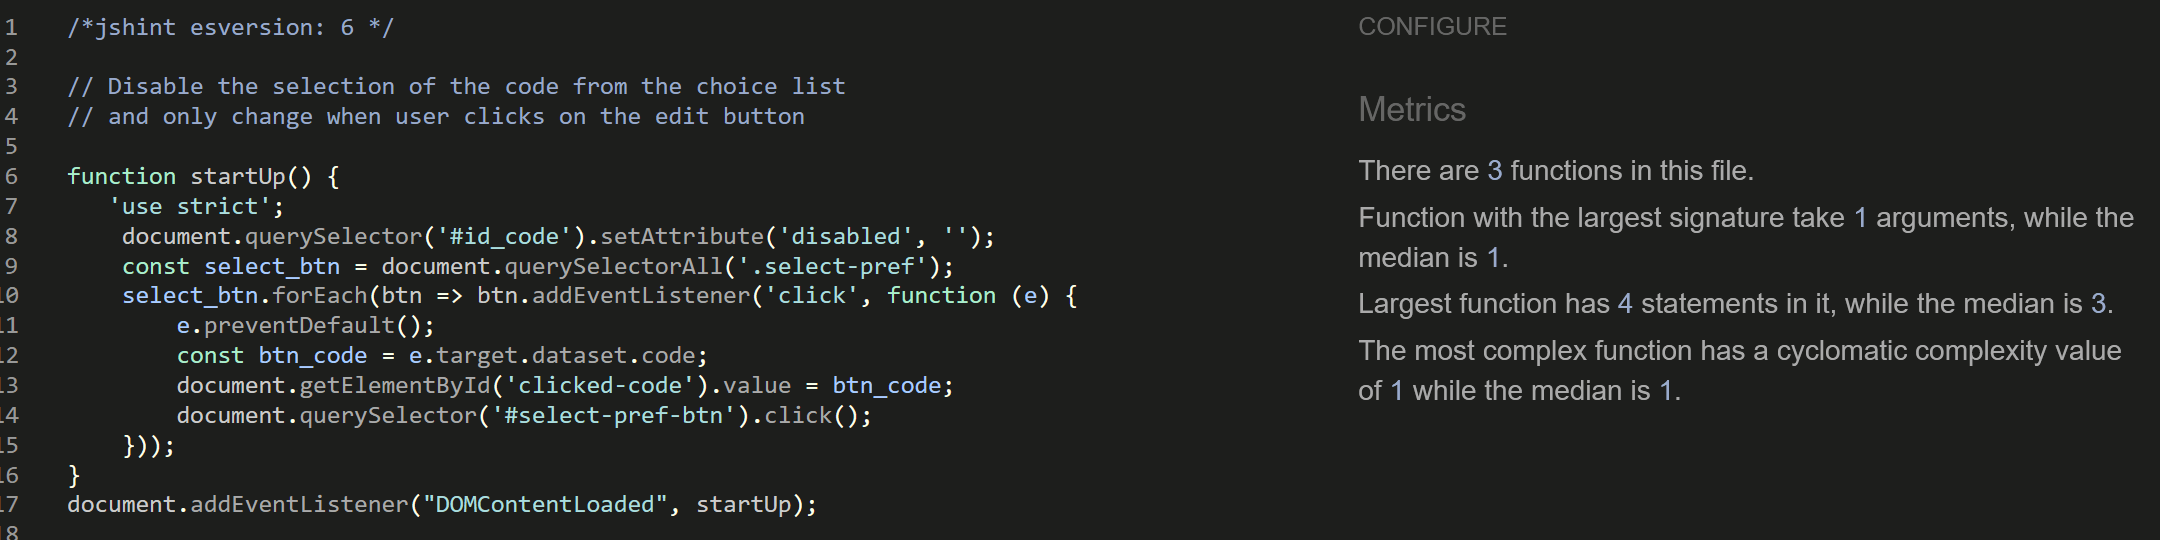 1 /*jshint esversion: 6 */
2
3 // Disable the selection of the code from the choice list
4 // and only change when user clicks on the edit button
5
6 function startUp() {
7 'use strict';
8 document.querySelector('#id_code').setAttribute('disabled', '');
9 const select_btn = document.querySelectorAll('.select-pref');
10 select_btn.forEach(btn => btn.addEventListener('click', function (e) {
11 e.preventDefault();
12 const btn_code = e.target.dataset.code;
13 document.getElementById('clicked-code').value = btn_code;
14 document.querySelector('#select-pref-btn').click();
15 }));
16 }
17 document.addEventListener("DOMContentLoaded", startUp);
18
CONFIGURE
Metrics
There are 3 functions in this file.
Function with the largest signature take 1 arguments, while the
median is 1.
Largest function has 4 statements in it, while the median is 3.
The most complex function has a cyclomatic complexity value
of 1 while the median is 1.